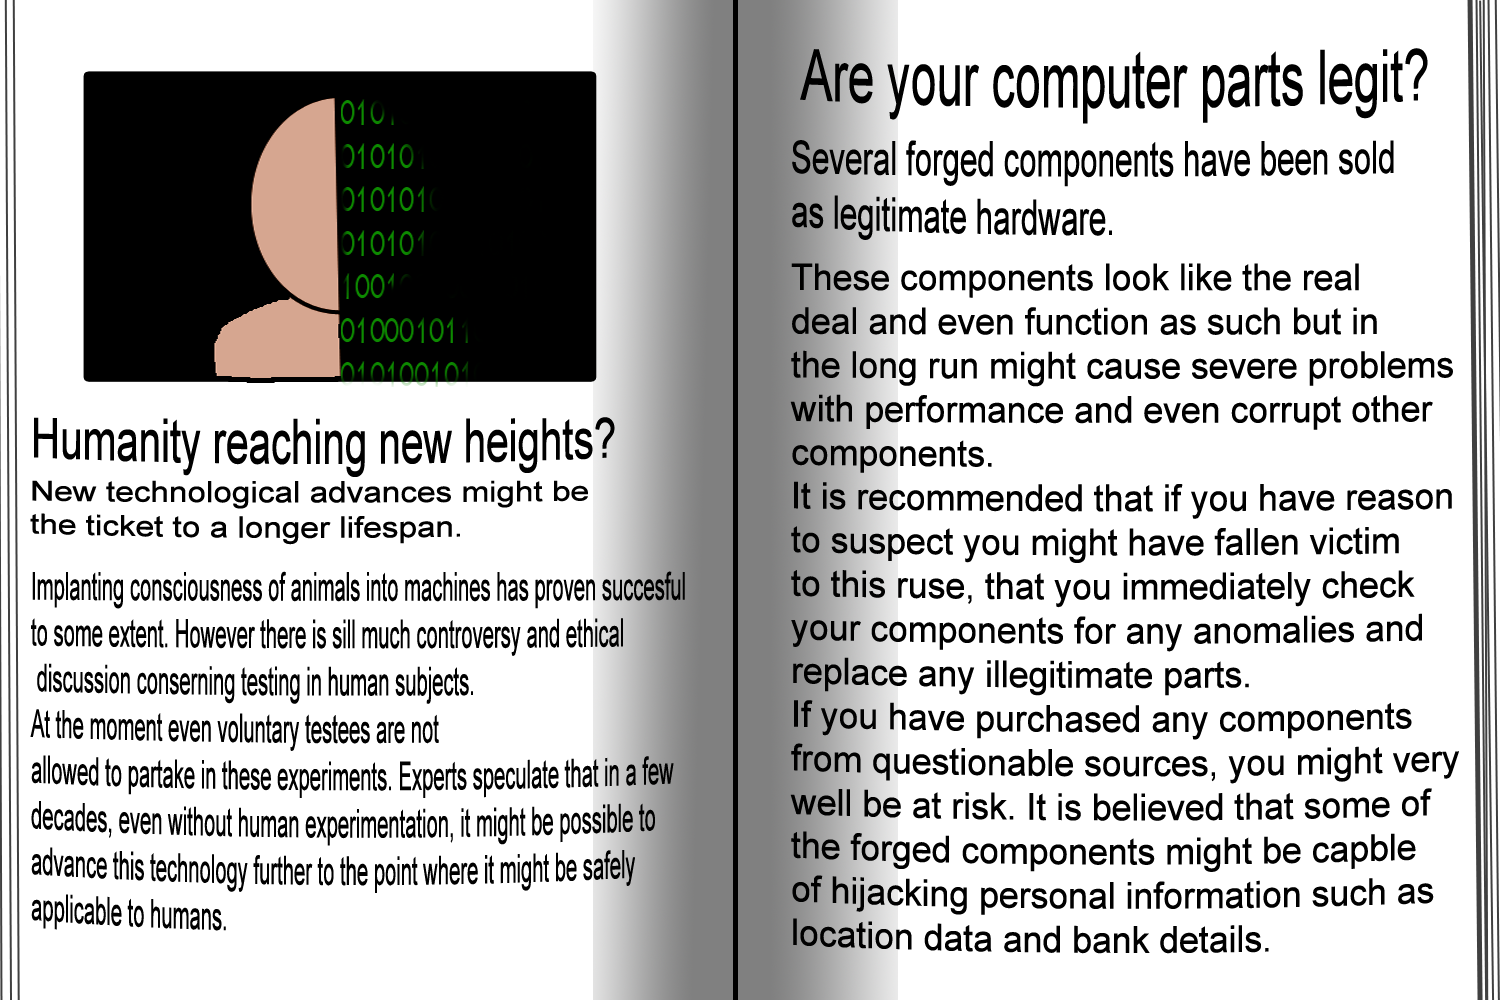 010
01010
010101
010101
1001
010001011
010100101
Humanity reaching new heights?
New technological advances might be
the ticket to a longer lifespan.
Implanting consciousness of animals into machines has proven succesful
to some extent. However there is sill much controversy and ethical
discussion conserning testing in human subjects.
At the moment even voluntary testees are not
allowed to partake in these experiments. Experts speculate that in a few
decades, even without human experimentation, it might be possible to
advance this technology further to the point where it might be safely
applicable to humans.
Are your computer parts legit?
Several forged components have been sold
as legitimate hardware.
These components look like the real
deal and even function as such but in
the long run might cause severe problems
with performance and even corrupt other
components.
It is recommended that if you have reason
to suspect you might have fallen victim
to this ruse, that you immediately check
your components for any anomalies and
replace any illegitimate parts.
If you have purchased any components
from questionable sources, you might very
well be at risk. It is believed that some of
the forged components might be capble
of hijacking personal information such as
location data and bank details.